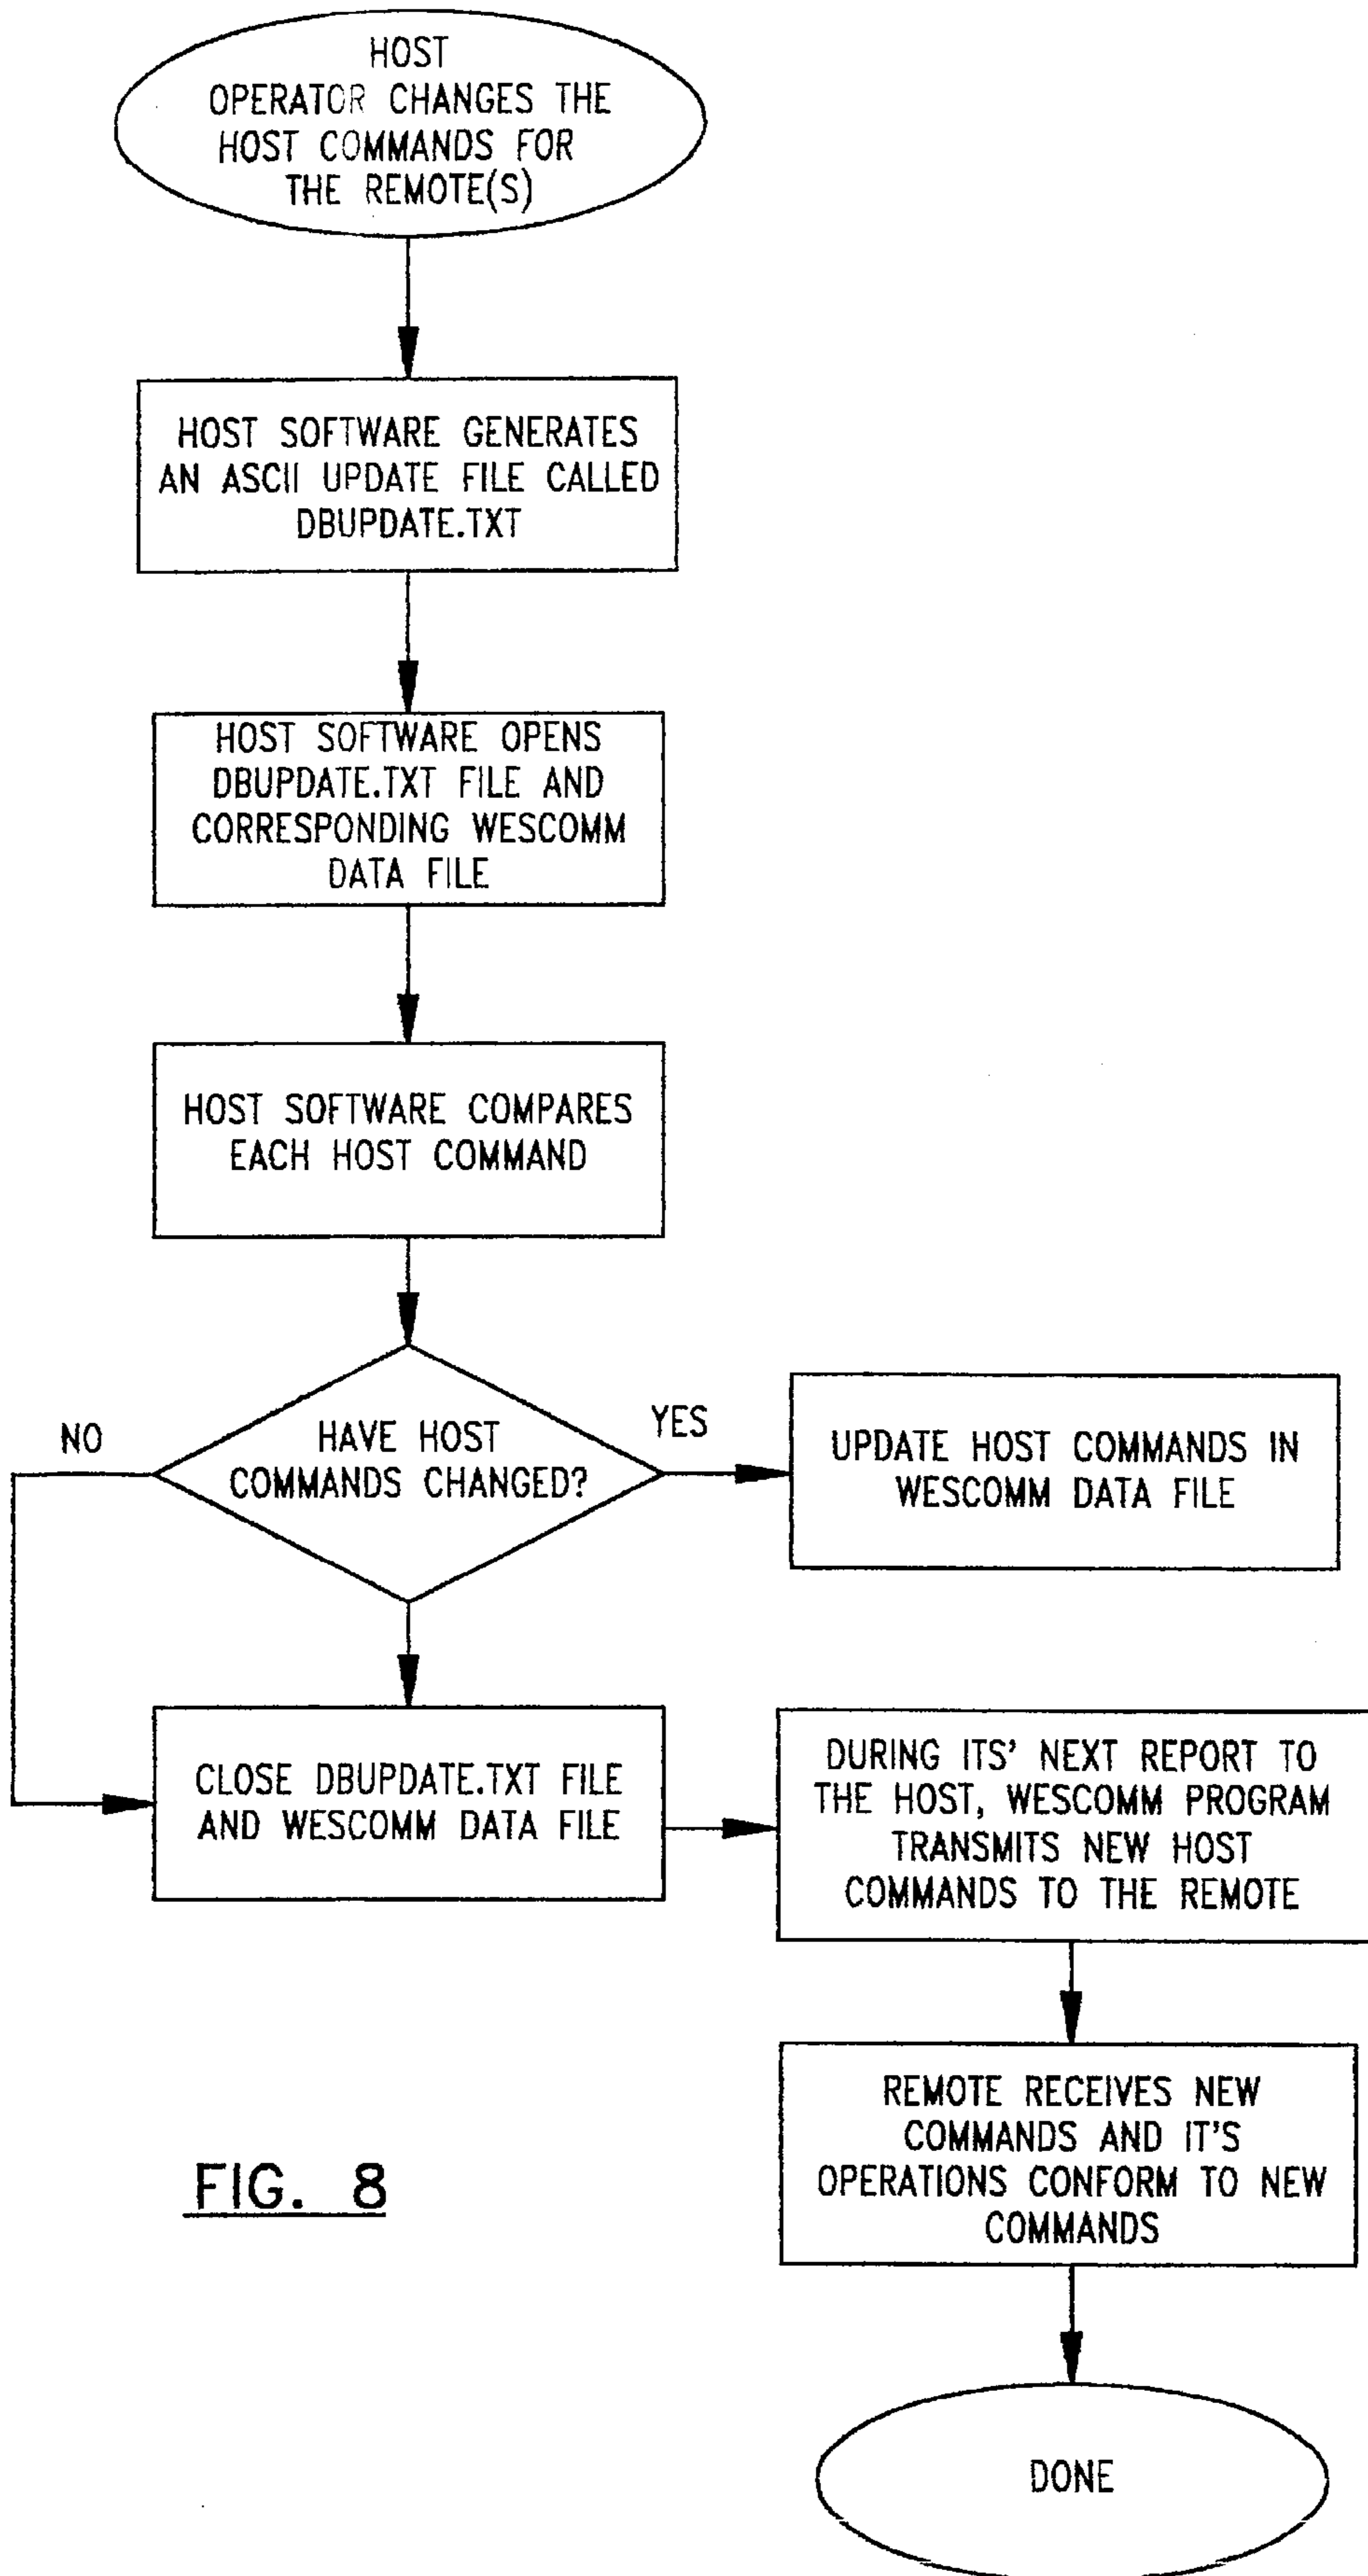 HOST
OPERATOR CHANGES THE
HOST COMMANDS FOR
THE REMOTE(S)
HOST SOFTWARE GENERATES
AN ASCII UPDATE FILE CALLED
DBUPDATE.TXT
HOST SOFTWARE OPENS
DBUPDATE.TXT FILE AND
CORRESPONDING WESCOMM
DATA FILE
HOST SOFTWARE COMPARES
EACH HOST COMMAND
NO
HAVE HOST
COMMANDS CHANGED?
YES
UPDATE HOST COMMANDS IN
WESCOMM DATA FILE
CLOSE DBUPDATE.TXT FILE
AND WESCOMM DATA FILE
DURING ITS' NEXT REPORT TO
THE HOST, WESCOMM PROGRAM
TRANSMITS NEW HOST
COMMANDS TO THE REMOTE
REMOTE RECEIVES NEW
COMMANDS AND IT'S
OPERATIONS CONFORM TO NEW
COMMANDS
DONE
FIG. 8